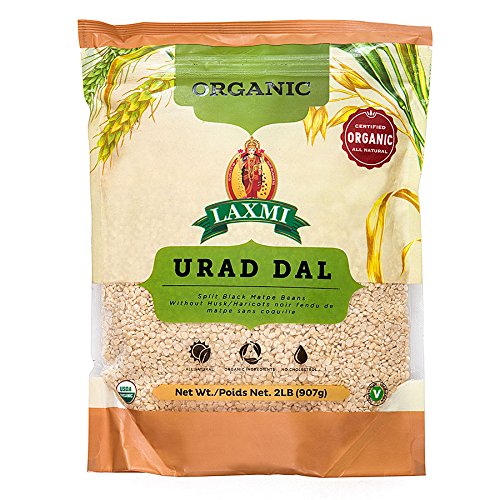 ORGANIC
CERTIFIED
ORGANIC
ALL NATURAL
LAXMI
URAD DAL
Split Black Matpe Beans
Without Husk/Haricots noir fendu de
matpe sans coquille
ALL NATURAL
ORGANIC INGREDIENTS
NO CHOLESTROL
Net Wt./Poids Net. 2LB (907g)
USDA
ORGANIC
V